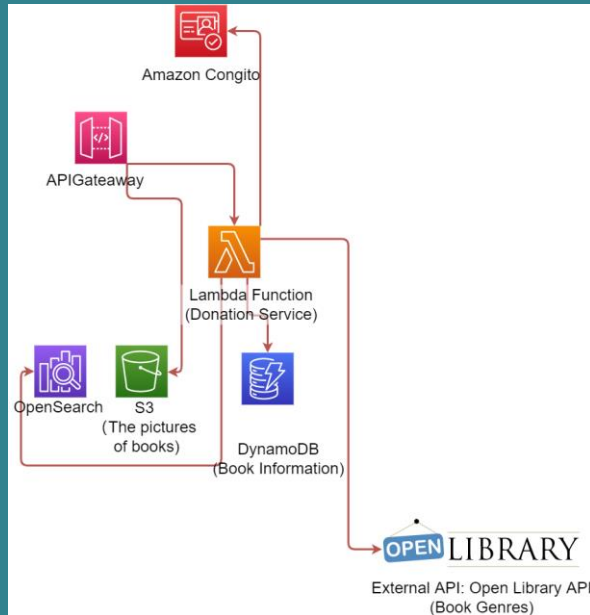 Amazon Congito
APIGateaway
Lambda Function
(Donation Service)
OpenSearch
S3
(The pictures
of books)
DynamoDB
(Book Information)
OPEN LIBRARY
External API: Open Library API
(Book Genres)